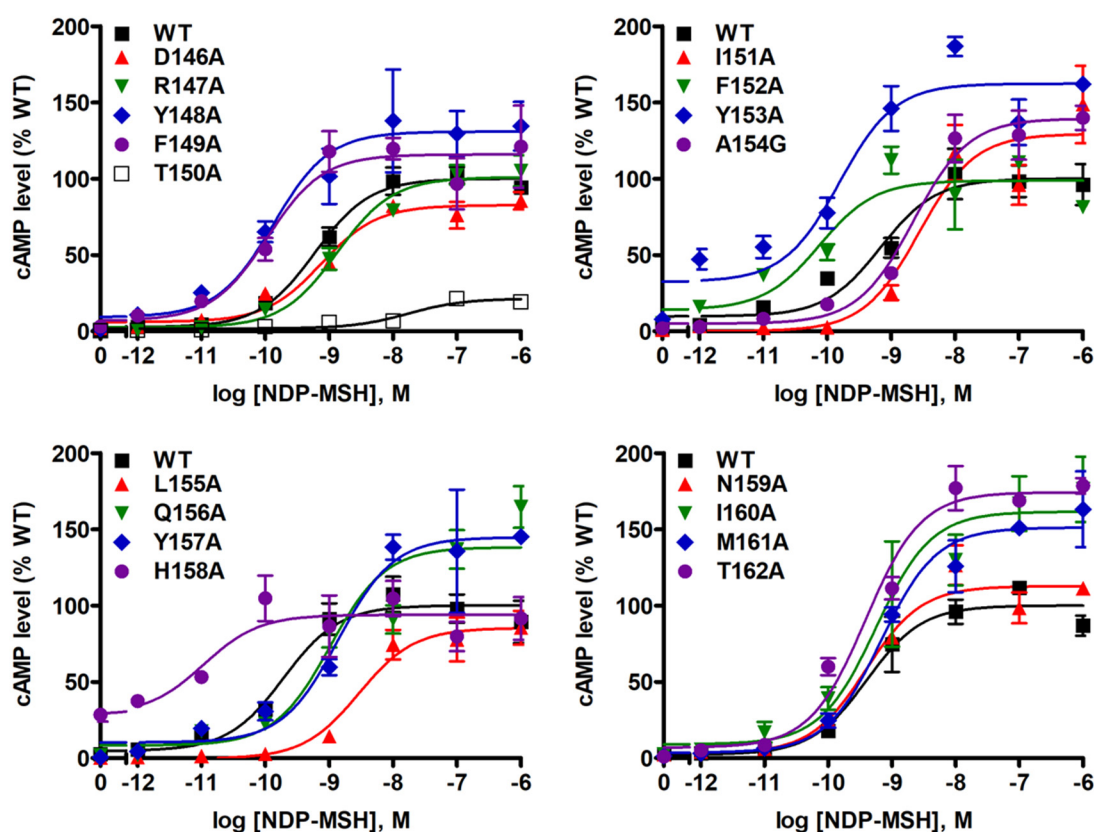 WT
D146A
R147A
Y148A
F149A
T150A
200
150
100
50
0
cAMP level (% WT)
0 -12 -11 -10 -9 -8 -7 -6
log [NDP-MSH], M
WT
I151A
F152A
Y153A
A154G
200
150
100
50
0
cAMP level (% WT)
0 -12 -11 -10 -9 -8 -7 -6
log [NDP-MSH], M
WT
L155A
Q156A
Y157A
H158A
200
150
100
50
0
cAMP level (% WT)
0 -12 -11 -10 -9 -8 -7 -6
log [NDP-MSH], M
WT
N159A
I160A
M161A
T162A
200
150
100
50
0
cAMP level (% WT)
0 -12 -11 -10 -9 -8 -7 -6
log [NDP-MSH], M